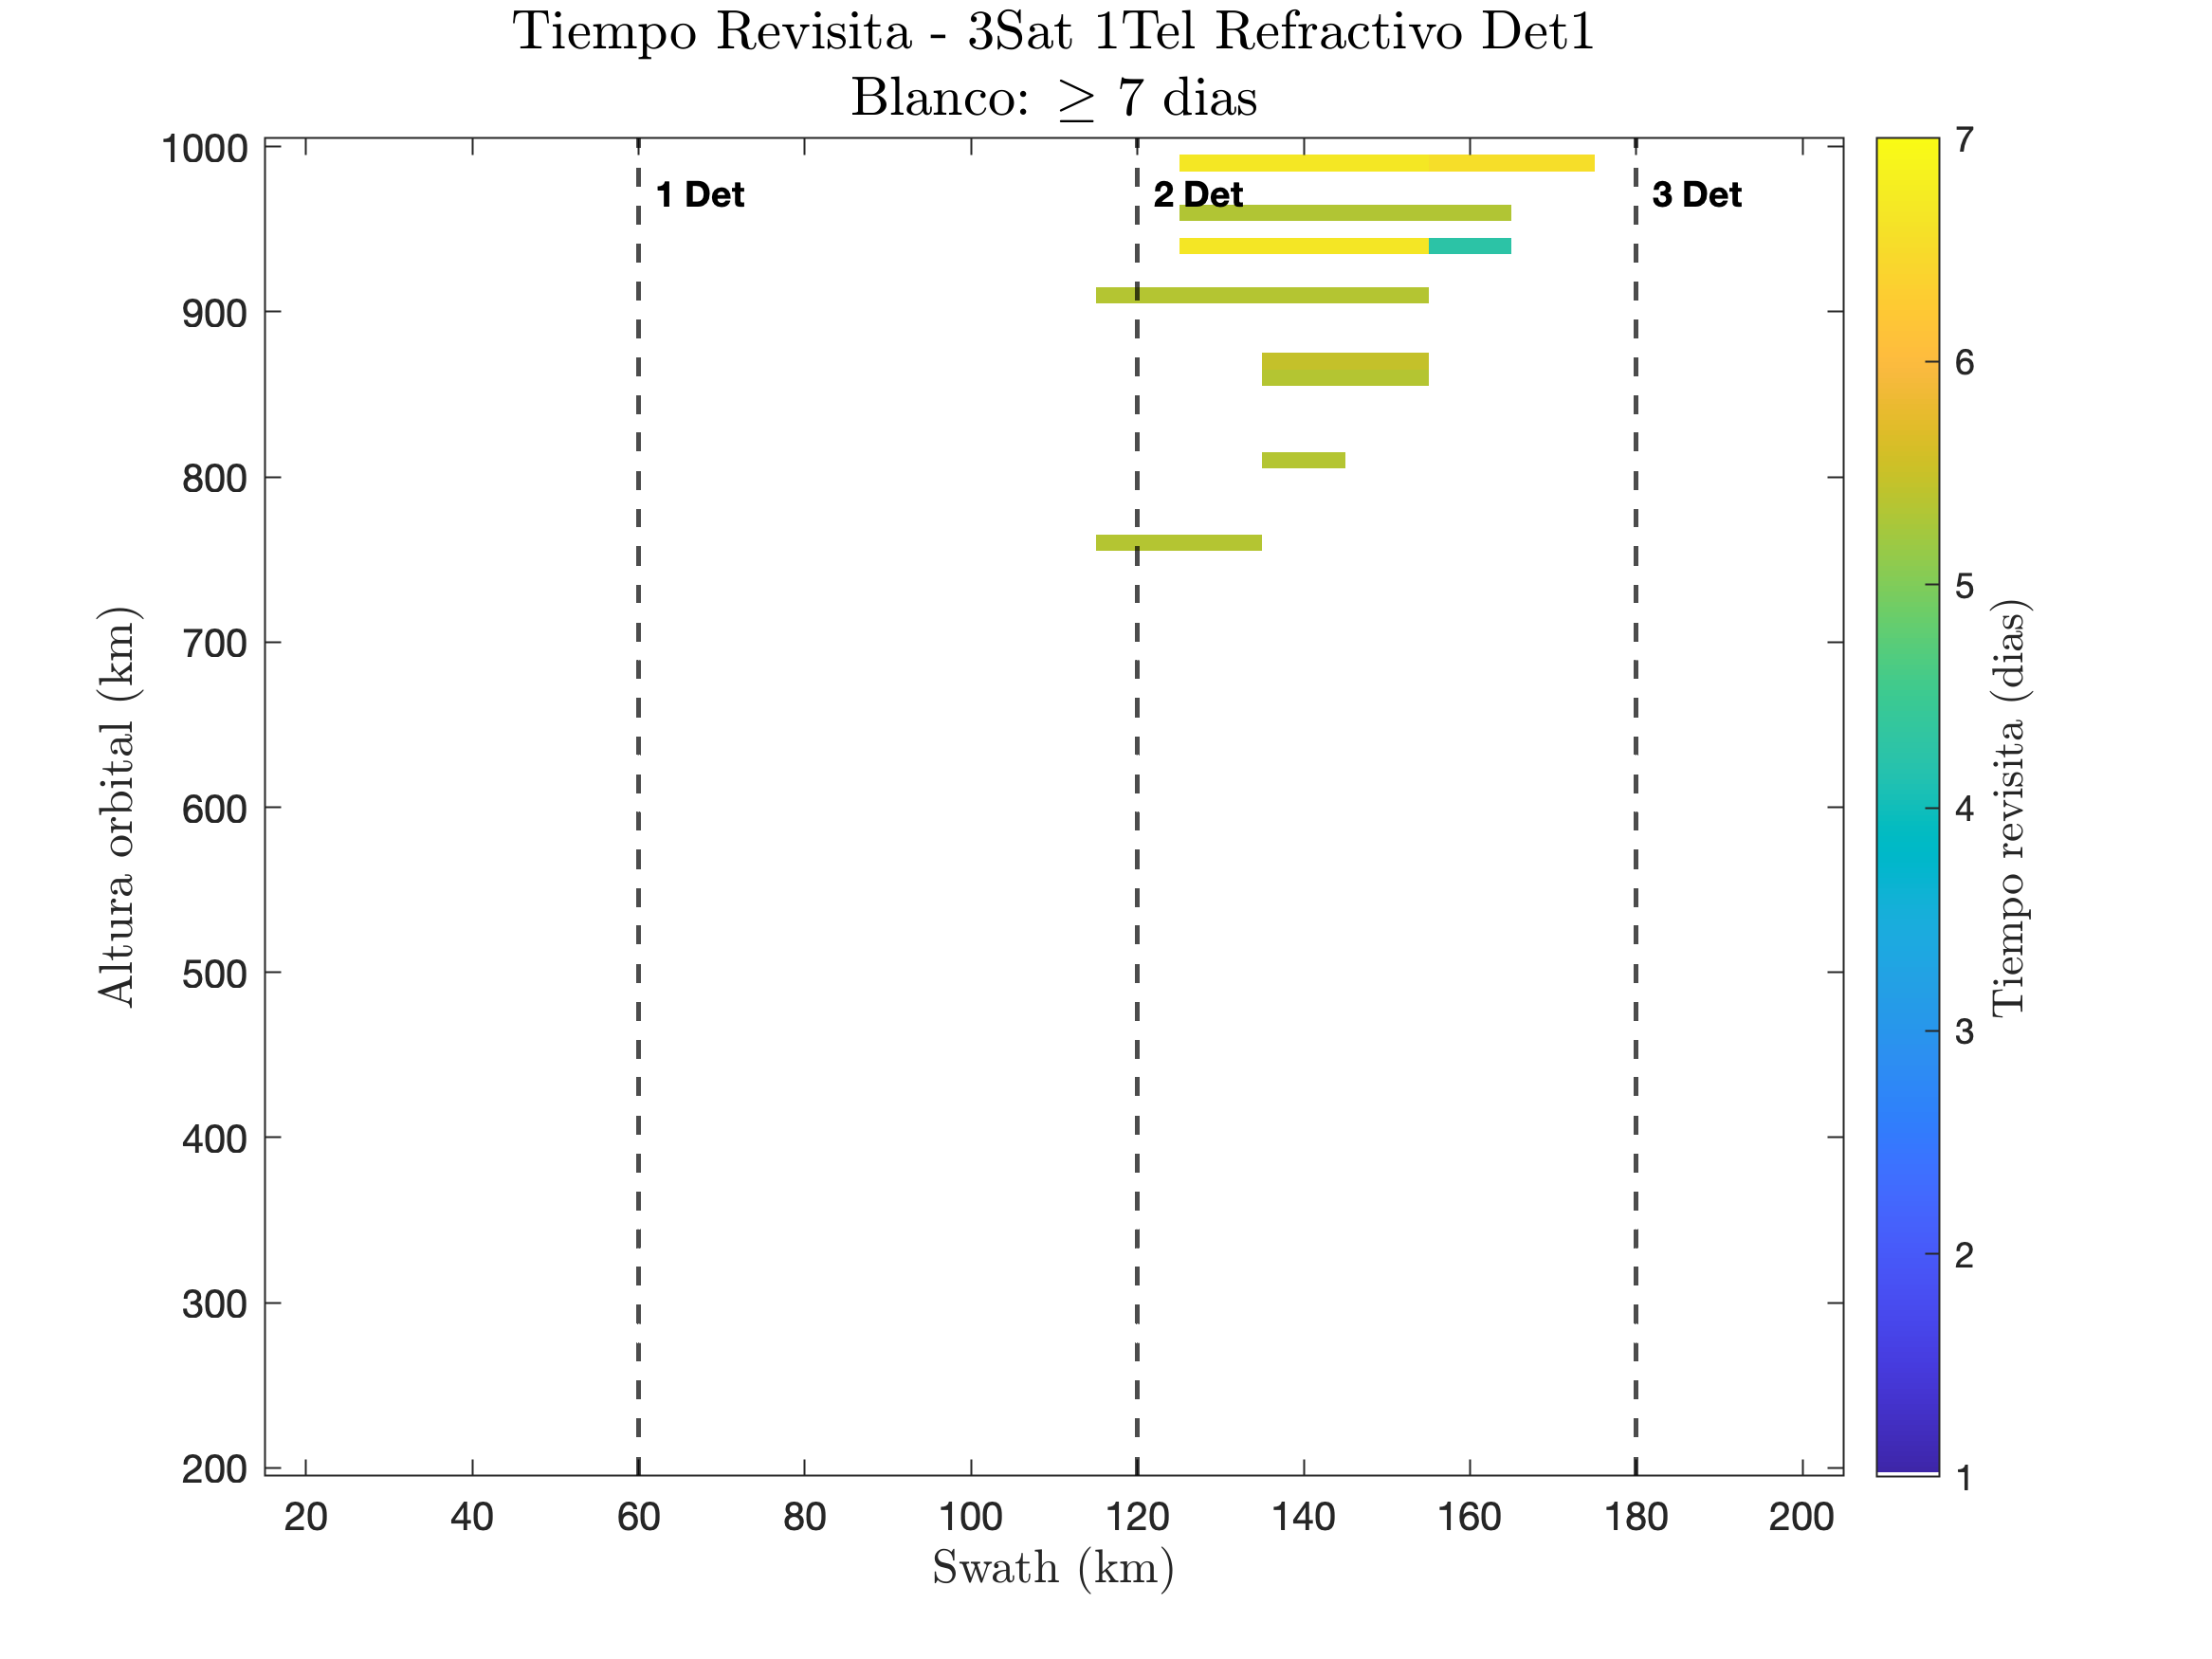 Tiempo Revisita - 3Sat 1Tel Refractivo Det1
Blanco: ≥ 7 dias
1 Det
2 Det
3 Det
1000
900
800
700
600
500
400
300
200
Altura orbital (km)
20 40 60 80 100 120 140 160 180 200
Swath (km)
7
6
5
4
3
2
1
Tiempo revisita (dias)